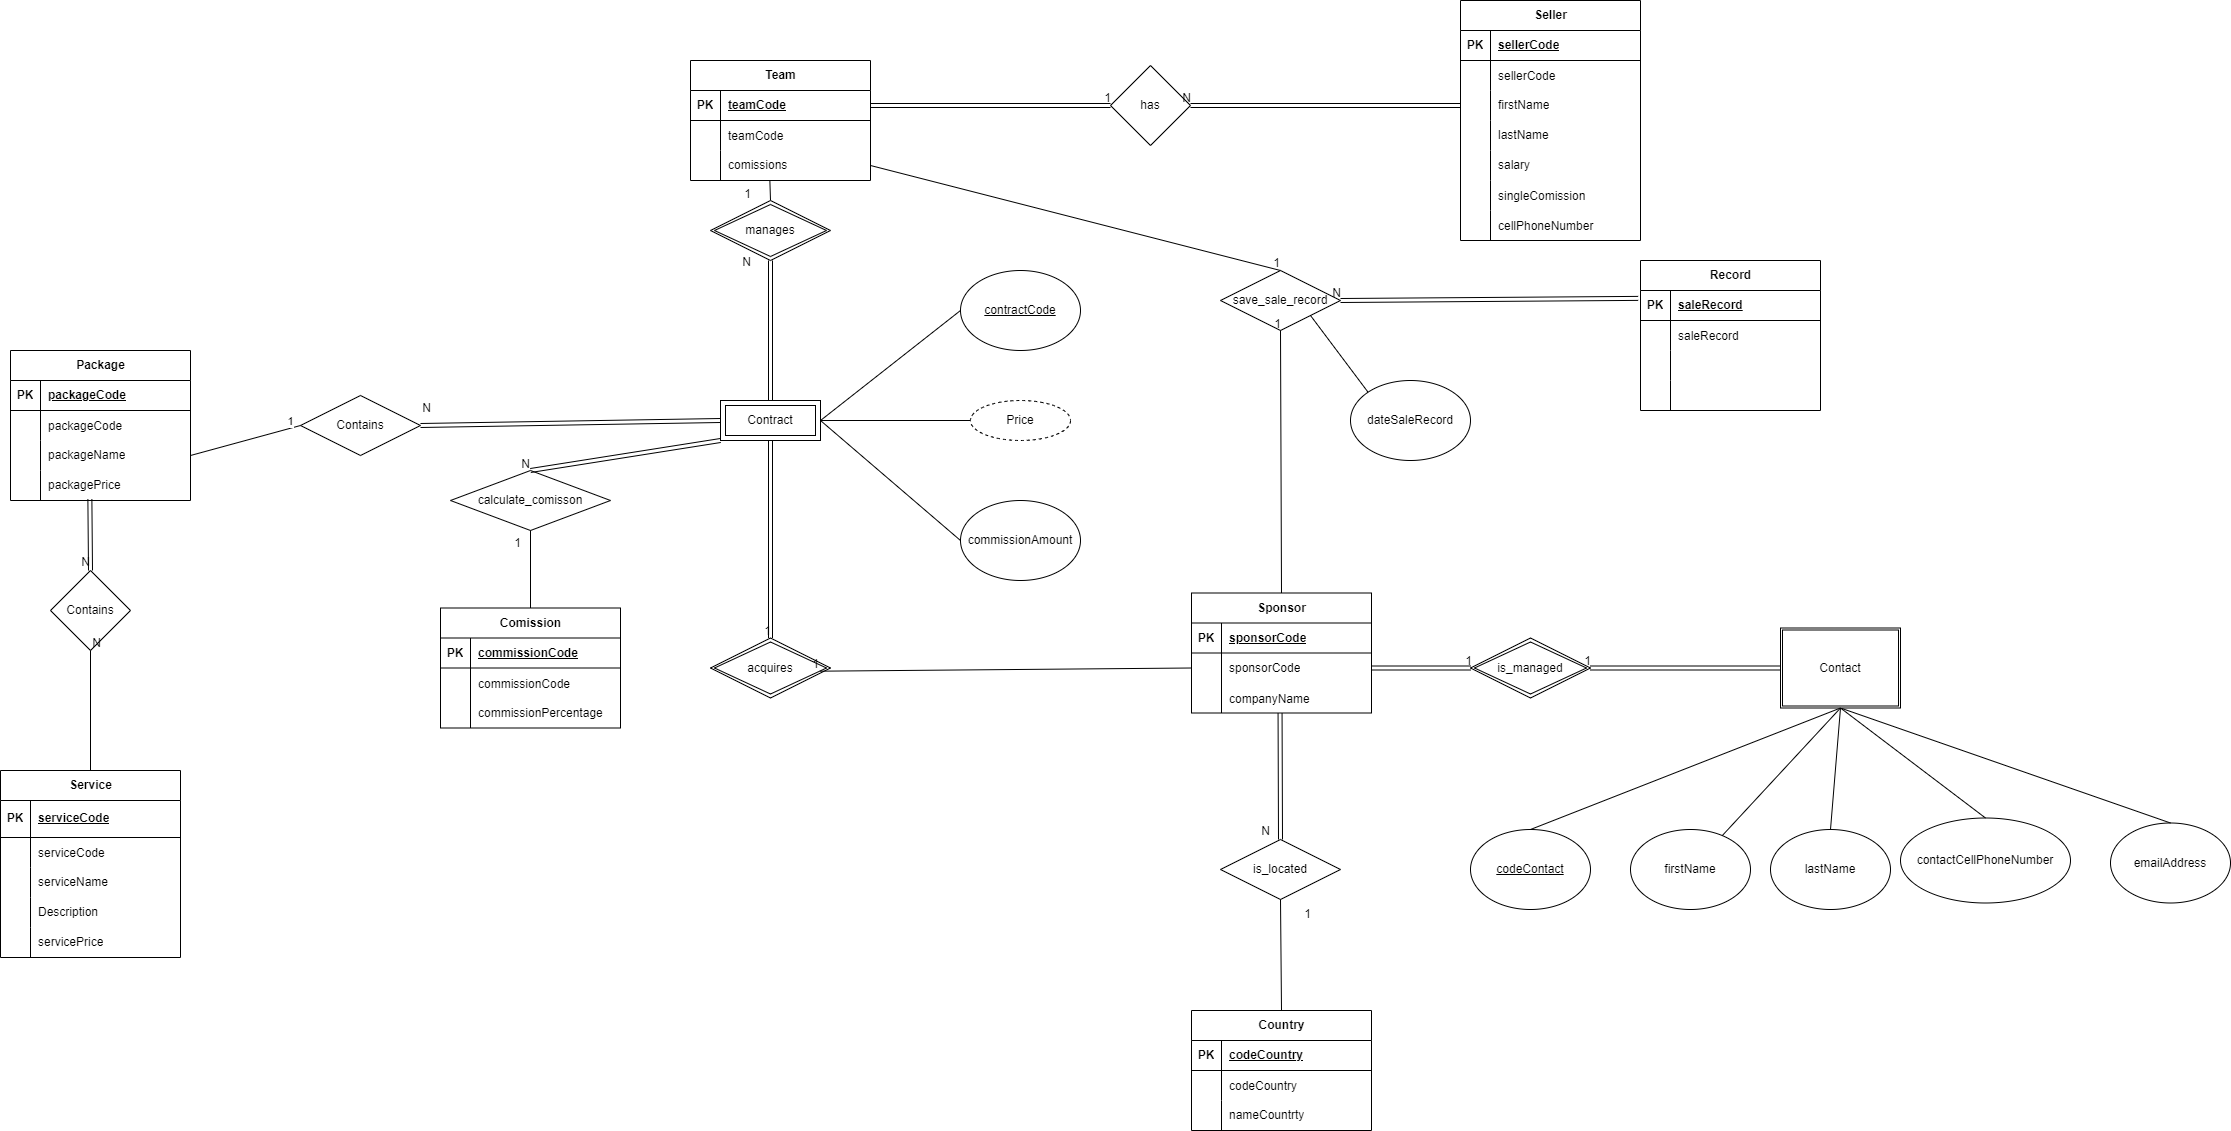 Seller
PK sellerCode
sellerCode
firstName
lastName
salary
singleComission
cellPhoneNumber
Team
PK teamCode
teamCode
comissions
1 has N
1
manages
N
1
save_sale_record N
1
dateSaleRecord
Record
PK saleRecord
saleRecord
contractCode
Price
commissionAmount
Contract
Package
PK packageCode
packageCode
packageName
packagePrice
1 Contains N
N
calculate_comisson
1
Comission
PK commissionCode
commissionCode
commissionPercentage
N
Contains
N
Service
PK serviceCode
serviceCode
serviceName
Description
servicePrice
1
acquires 1
Sponsor
PK sponsorCode
sponsorCode
companyName
1 is_managed 1
Contact
codeContact
firstName
lastName
contactCellPhoneNumber
emailAddress
N
is_located
1
Country
PK codeCountry
codeCountry
nameCountrty